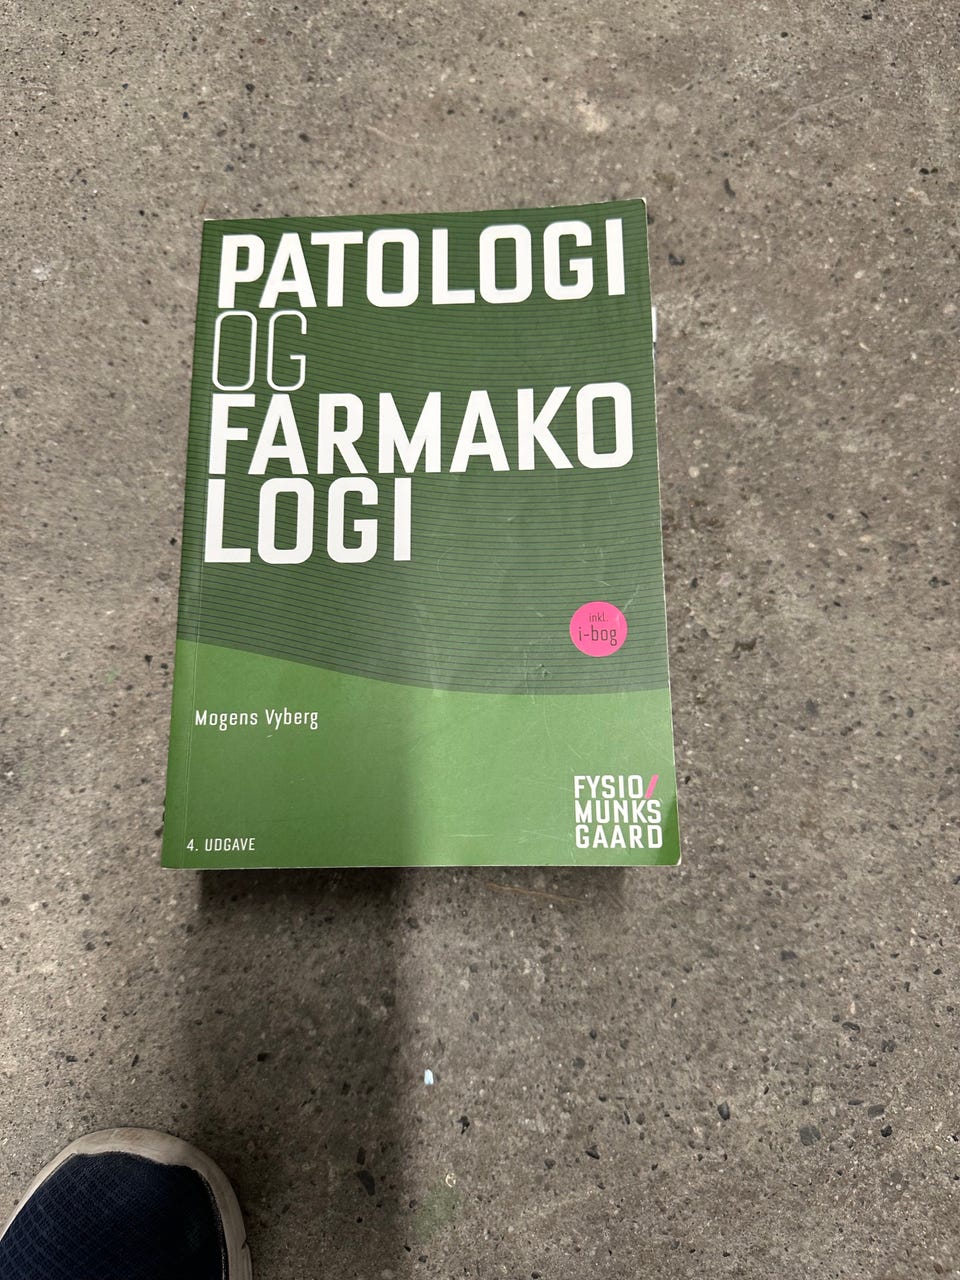 PATOLOGI
OG
FARMAKO
LOGI
inkl.
i-bog
Mogens Vyberg
FYSIO/
MUNKS
GAARD
4. UDGAVE